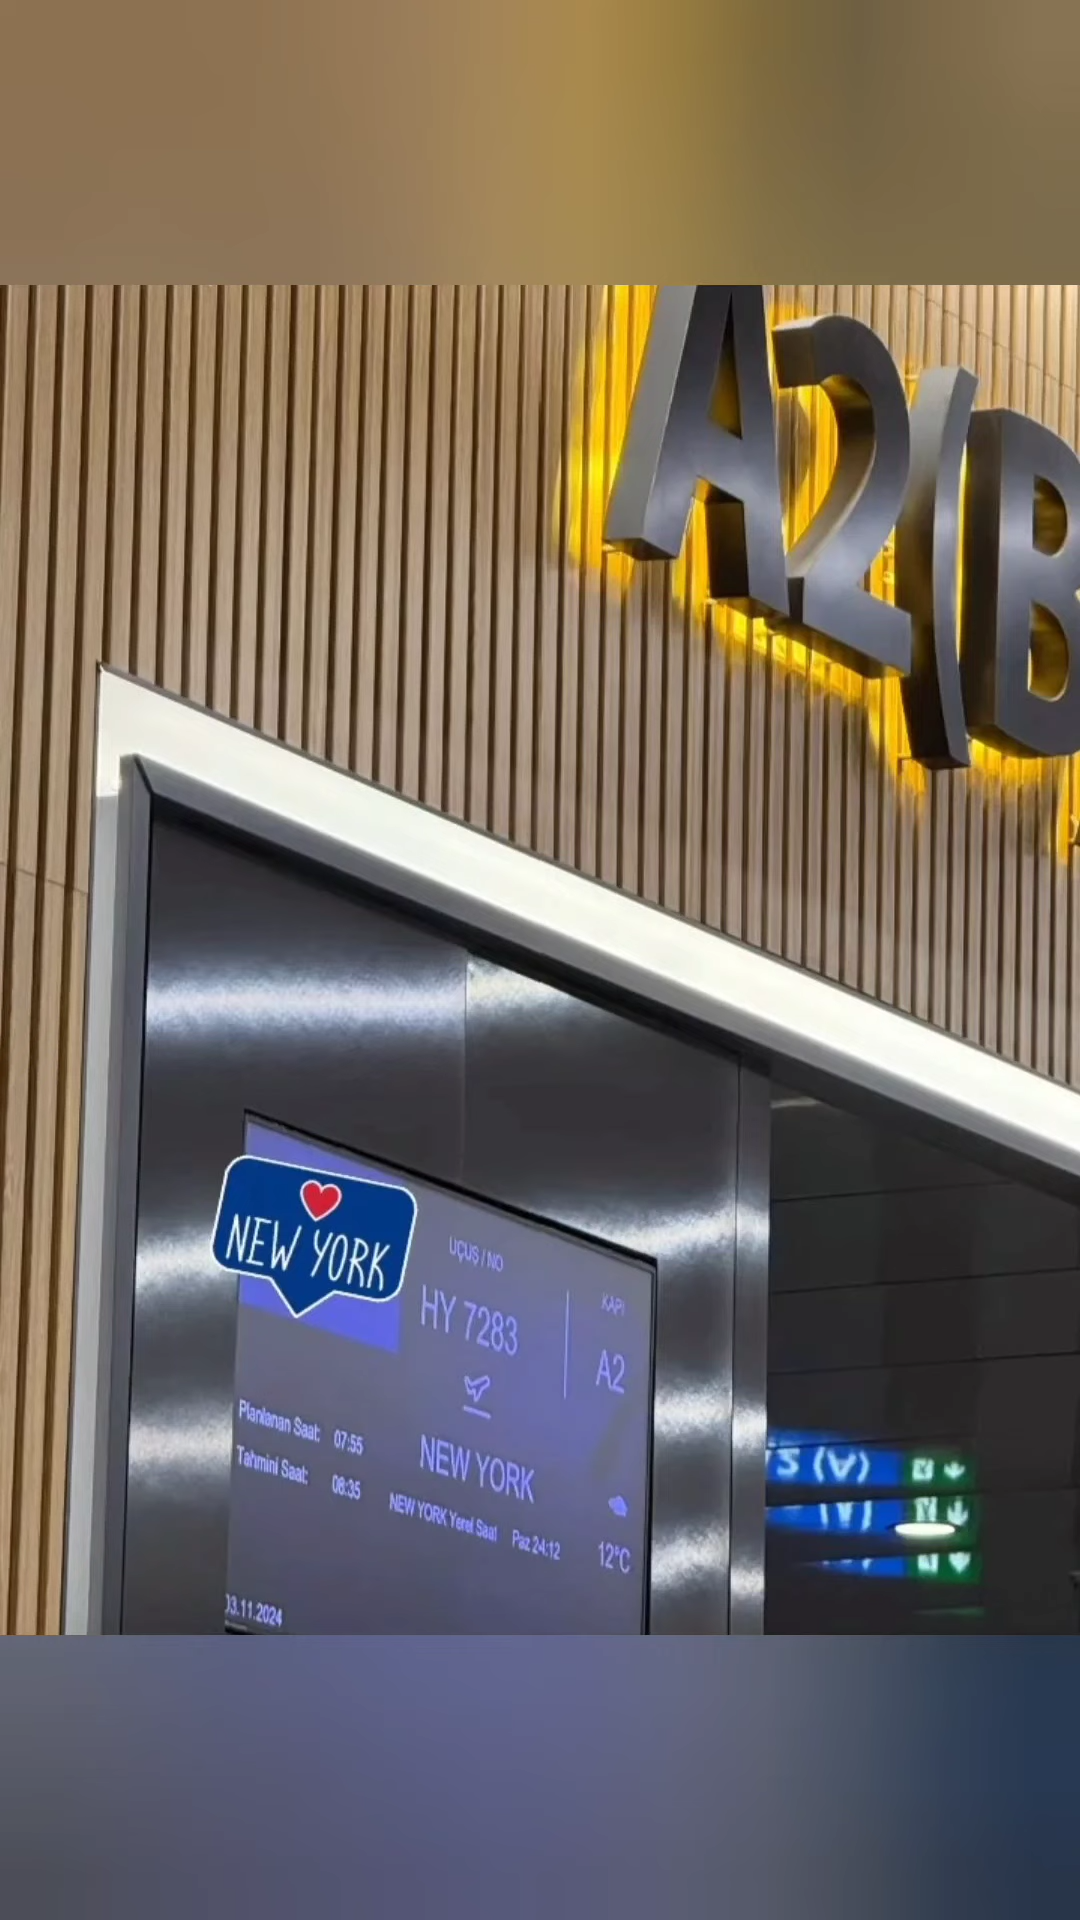 A2(B
NEW YORK
UÇUŞ / NO
HY 7283
KAPI
A2
Planlanan Saat: 07:55
Tahmini Saat: 08:35
NEW YORK
NEW YORK Yerel Saat Paz 24:12
12°C
03.11.2024